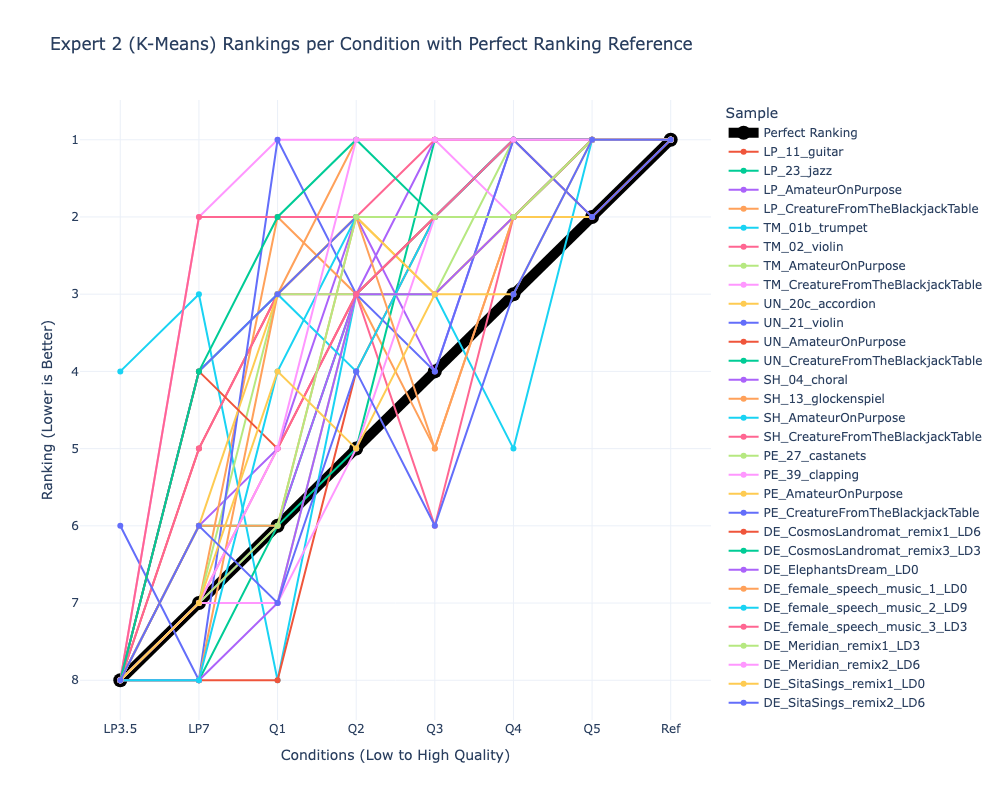 Expert 2 (K-Means) Rankings per Condition with Perfect Ranking Reference
Sample
Perfect Ranking
LP_11_guitar
LP_23_jazz
LP_AmateurOnPurpose
LP_CreatureFromTheBlackjackTable
TM_01b_trumpet
TM_02_violin
TM_AmateurOnPurpose
TM_CreatureFromTheBlackjackTable
UN_20c_accordion
UN_21_violin
UN_AmateurOnPurpose
UN_CreatureFromTheBlackjackTable
SH_04_choral
SH_13_glockenspiel
SH_AmateurOnPurpose
SH_CreatureFromTheBlackjackTable
PE_27_castanets
PE_39_clapping
PE_AmateurOnPurpose
PE_CreatureFromTheBlackjackTable
DE_CosmosLandromat_remix1_LD6
DE_CosmosLandromat_remix3_LD3
DE_ElephantsDream_LD0
DE_female_speech_music_1_LD0
DE_female_speech_music_2_LD9
DE_female_speech_music_3_LD3
DE_Meridian_remix1_LD3
DE_Meridian_remix2_LD6
DE_SitaSings_remix1_LD0
DE_SitaSings_remix2_LD6
Ranking (Lower is Better)
1
2
3
4
5
6
7
8
LP3.5 LP7 Q1 Q2 Q3 Q4 Q5 Ref
Conditions (Low to High Quality)